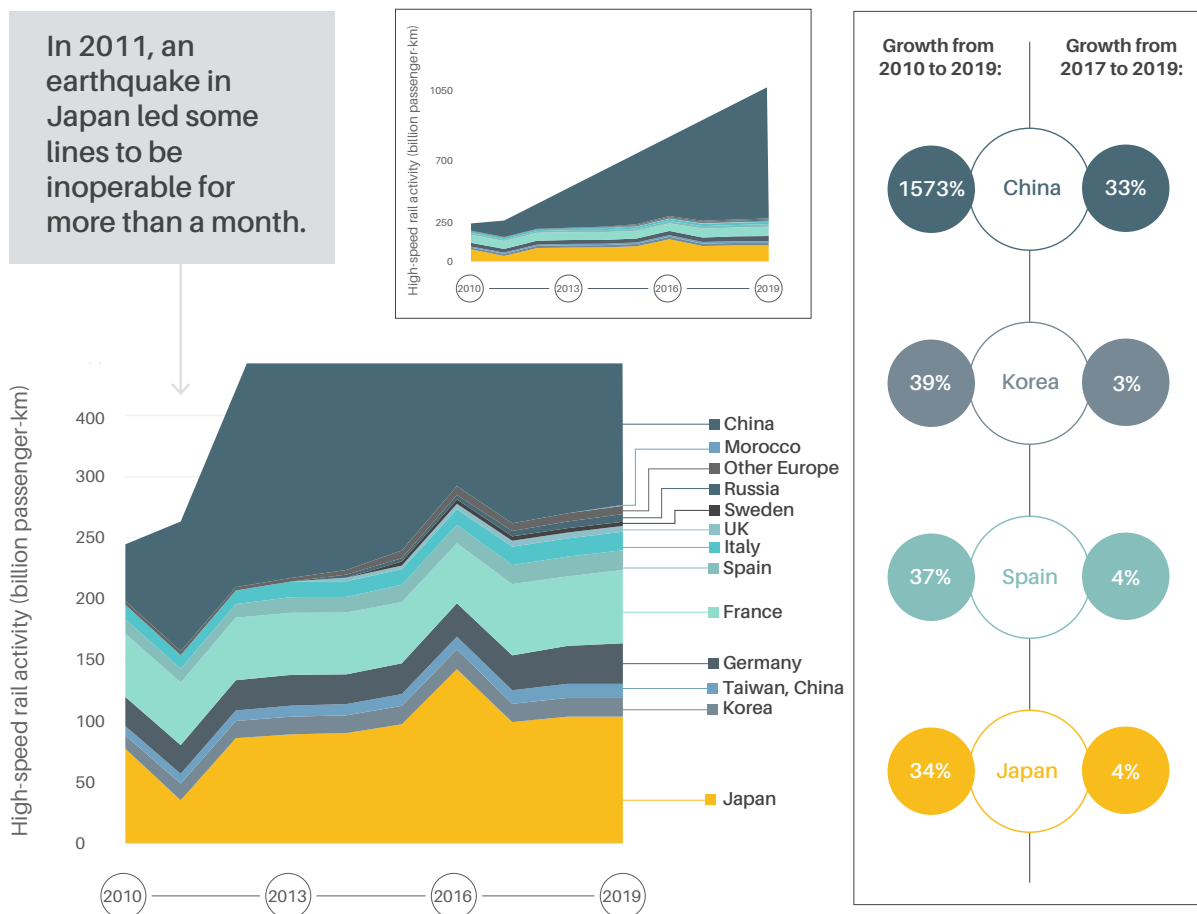 In 2011, an
earthquake in
Japan led some
lines to be
inoperable for
more than a month.
High-speed rail activity (billion passenger-km)
1050
700
250
0
2010
2013
2016
2019
High-speed rail activity (billion passenger-km)
400
300
250
200
150
100
50
0
2010
2013
2016
2019
China
Morocco
Other Europe
Russia
Sweden
UK
Italy
Spain
France
Germany
Taiwan, China
Korea
Japan
Growth from
2010 to 2019:
Growth from
2017 to 2019:
1573%
China
33%
39%
Korea
3%
37%
Spain
4%
34%
Japan
4%